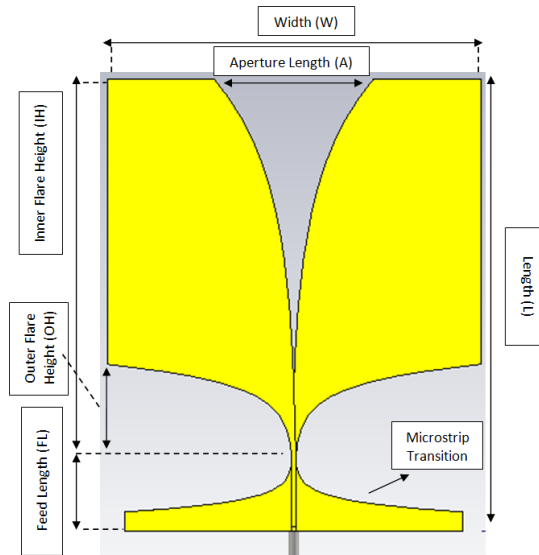 Width (W)
Aperture Length (A)
Inner Flare Height (IH)
Length (L)
Outer Flare
Height (OH)
Microstrip
Transition
Feed Length (FL)